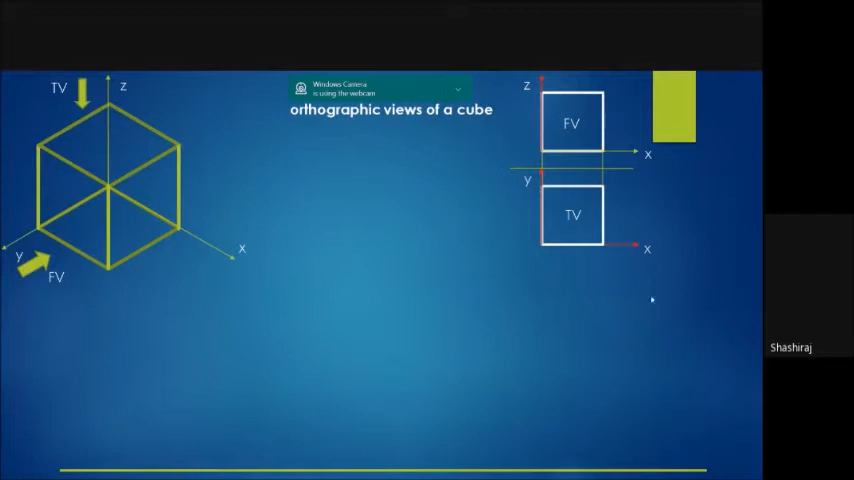 TV
z
Windows Camera
is using the webcam
orthographic views of a cube
z
FV
x
y
TV
x
x
y
FV
Shashiraj